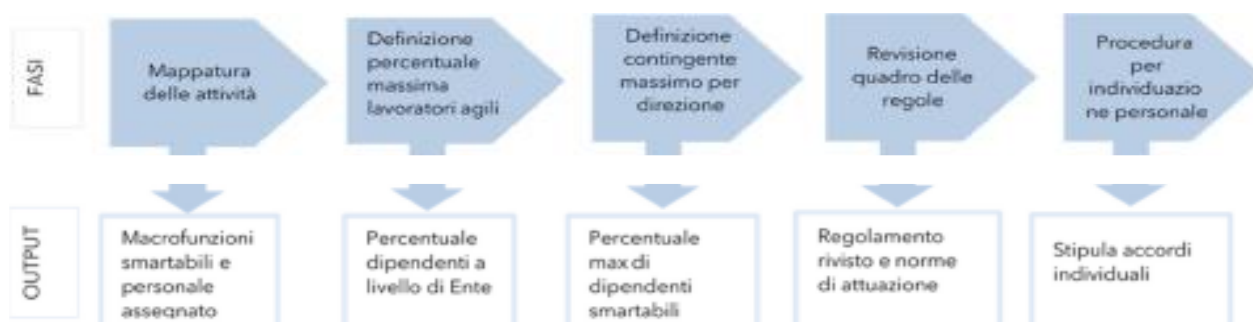 FASI
Mappatura
delle attività
Definizione
percentuale
massima
lavoratori agili
Definizione
contingente
massimo per
direzione
Revisione
quadro delle
regole
Procedura
per
individuazio
ne personale
OUTPUT
Macrofunzioni
smartabili e
personale
assegnato
Percentuale
dipendenti a
livello di Ente
Percentuale
max di
dipendenti
smartabili
Regolamento
rivisto e norme
di attuazione
Stipula accordi
individuali